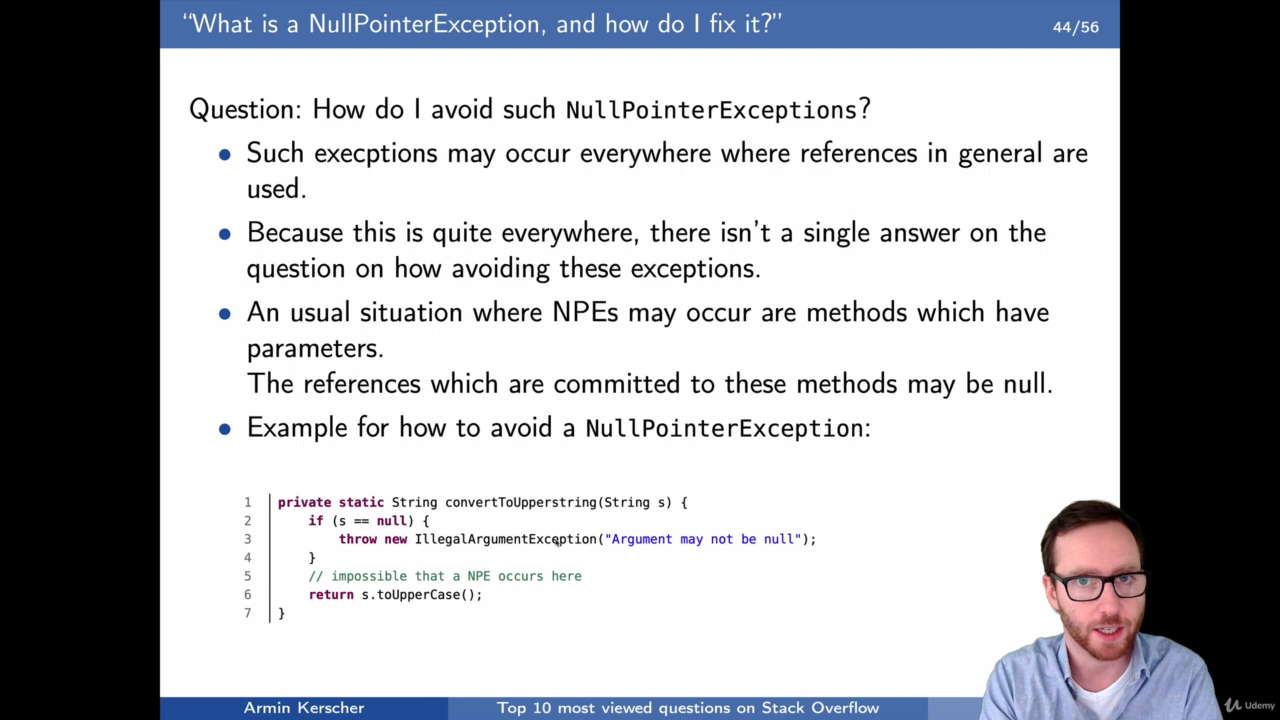 “What is a NullPointerException, and how do I fix it?”
44/56
Question: How do I avoid such NullPointerExceptions?
Such execptions may occur everywhere where references in general are
used.
Because this is quite everywhere, there isn’t a single answer on the
question on how avoiding these exceptions.
An usual situation where NPEs may occur are methods which have
parameters.
The references which are committed to these methods may be null.
Example for how to avoid a NullPointerException:
1 private static String convertToUpperstring(String s) {
2 if (s == null) {
3 throw new IllegalArgumentException("Argument may not be null");
4 }
5 // impossible that a NPE occurs here
6 return s.toUpperCase();
7 }
Armin Kerscher
Top 10 most viewed questions on Stack Overflow
Udemy